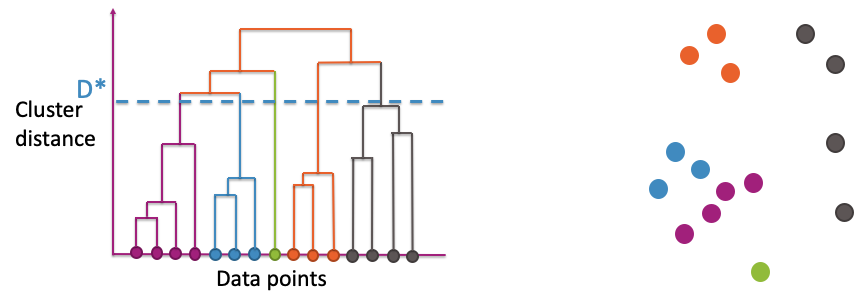 D*
Cluster
distance
Data points